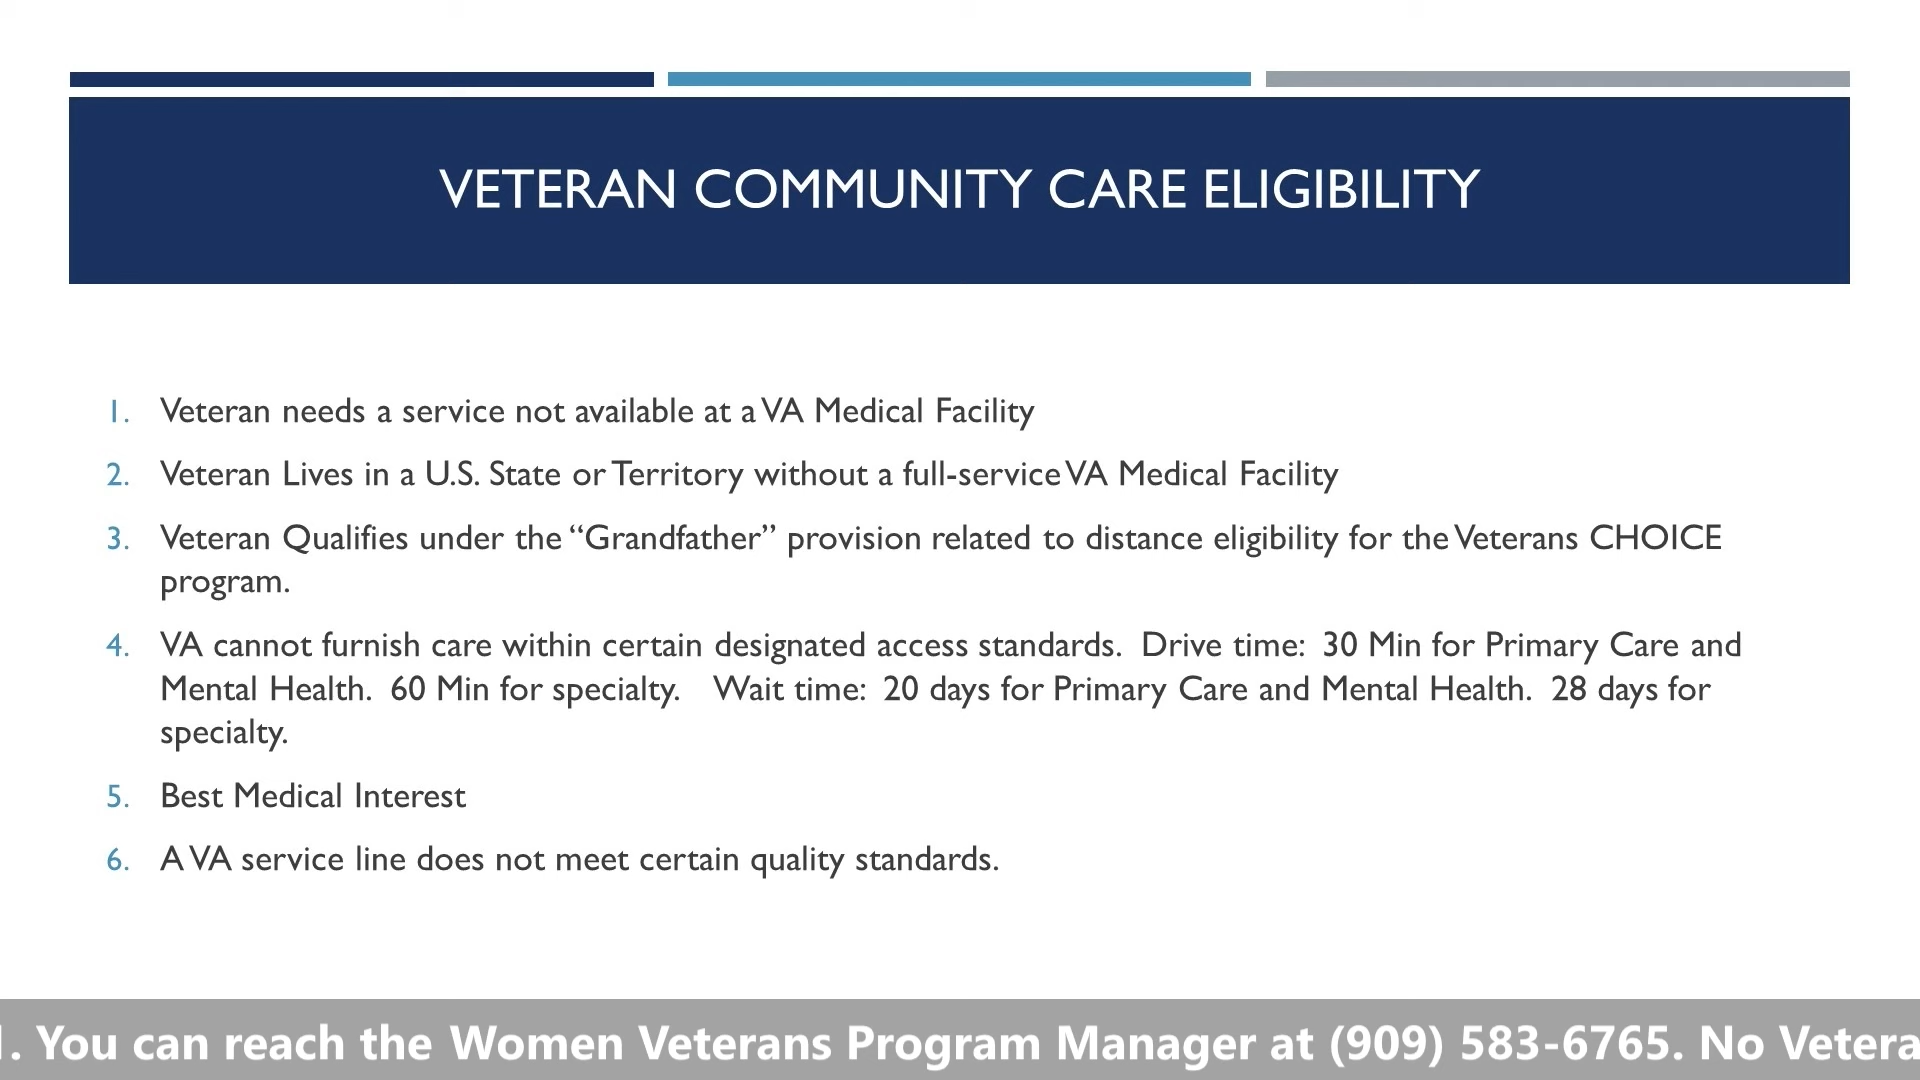 VETERAN COMMUNITY CARE ELIGIBILITY
1. Veteran needs a service not available at a VA Medical Facility
2. Veteran Lives in a U.S. State or Territory without a full-service VA Medical Facility
3. Veteran Qualifies under the “Grandfather” provision related to distance eligibility for the Veterans CHOICE
program.
4. VA cannot furnish care within certain designated access standards. Drive time: 30 Min for Primary Care and
Mental Health. 60 Min for specialty. Wait time: 20 days for Primary Care and Mental Health. 28 days for
specialty.
5. Best Medical Interest
6. A VA service line does not meet certain quality standards.
. You can reach the Women Veterans Program Manager at (909) 583-6765. No